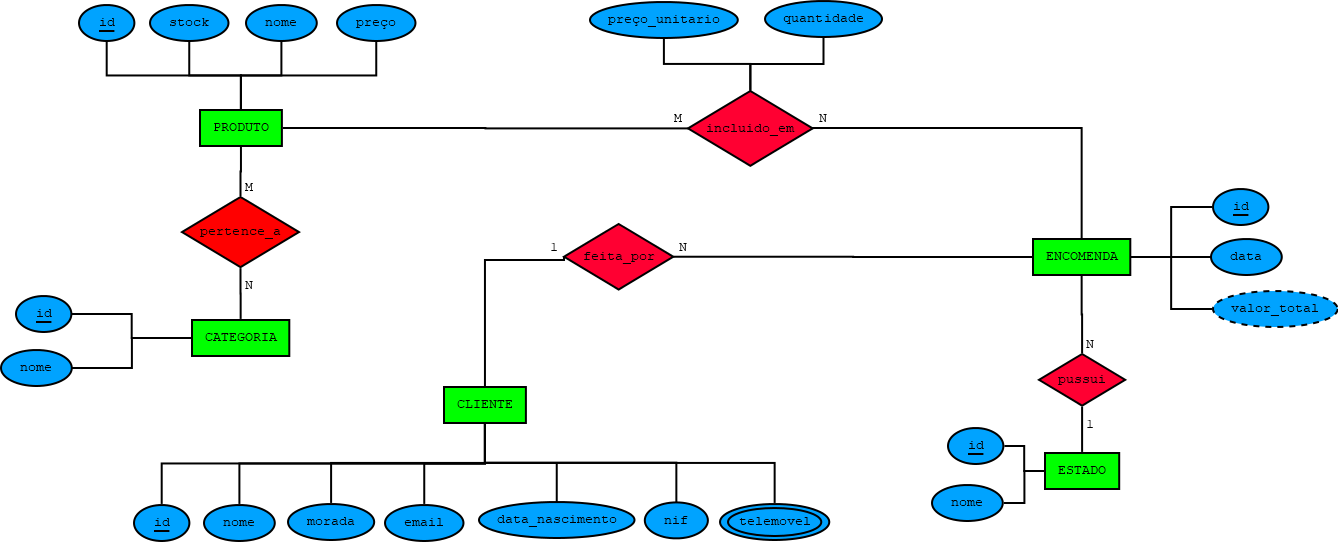 id
stock
nome
preço
preço_unitario
quantidade
PRODUTO
M
incluido_em
N
M
pertence_a
N
id
nome
CATEGORIA
1
feita_por
N
ENCOMENDA
id
data
valor_total
N
pussui
1
CLIENTE
id
nome
ESTADO
id
nome
morada
email
data_nascimento
nif
telemovel